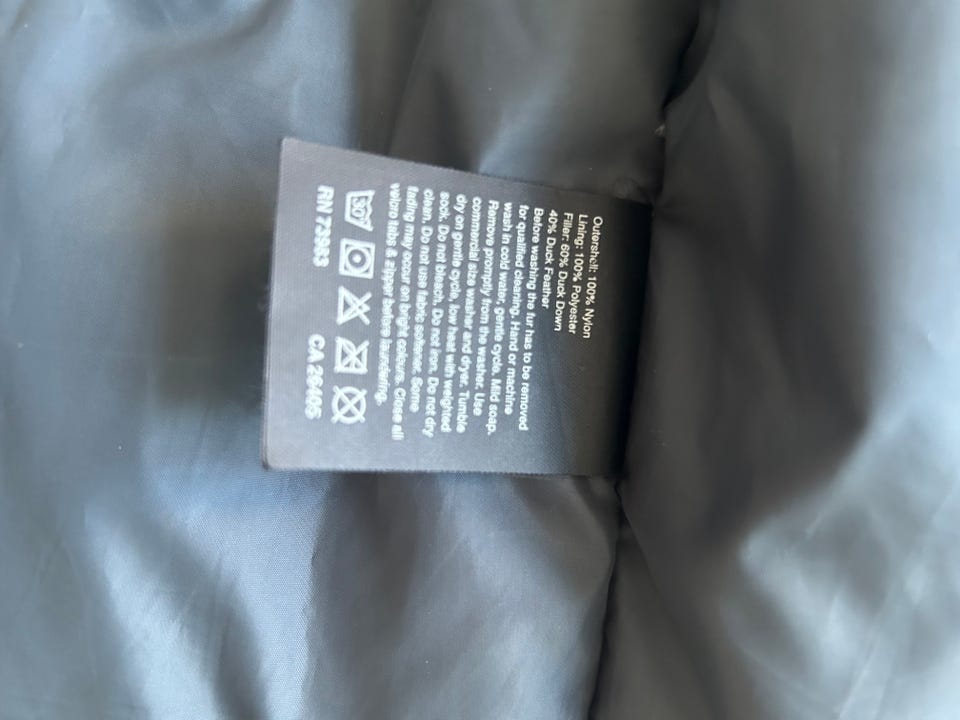 Outershell: 100% Nylon
Lining: 100% Polyester
Filler: 60% Duck Down
40% Duck Feather
Before washing the fur has to be removed
for qualified cleaning. Hand or machine
wash in cold water, gentle cycle. Mild soap.
Remove promptly from the washer. Use
commercial size washer and dryer. Tumble
dry on gentle cycle, low heat with weighted
sock. Do not bleach. Do not iron. Do not dry
clean. Do not use fabric softener. Some
fading may occur on bright colours. Close all
velcro tabs & zipper before laundering.
30°
RN 73983 CA 26405